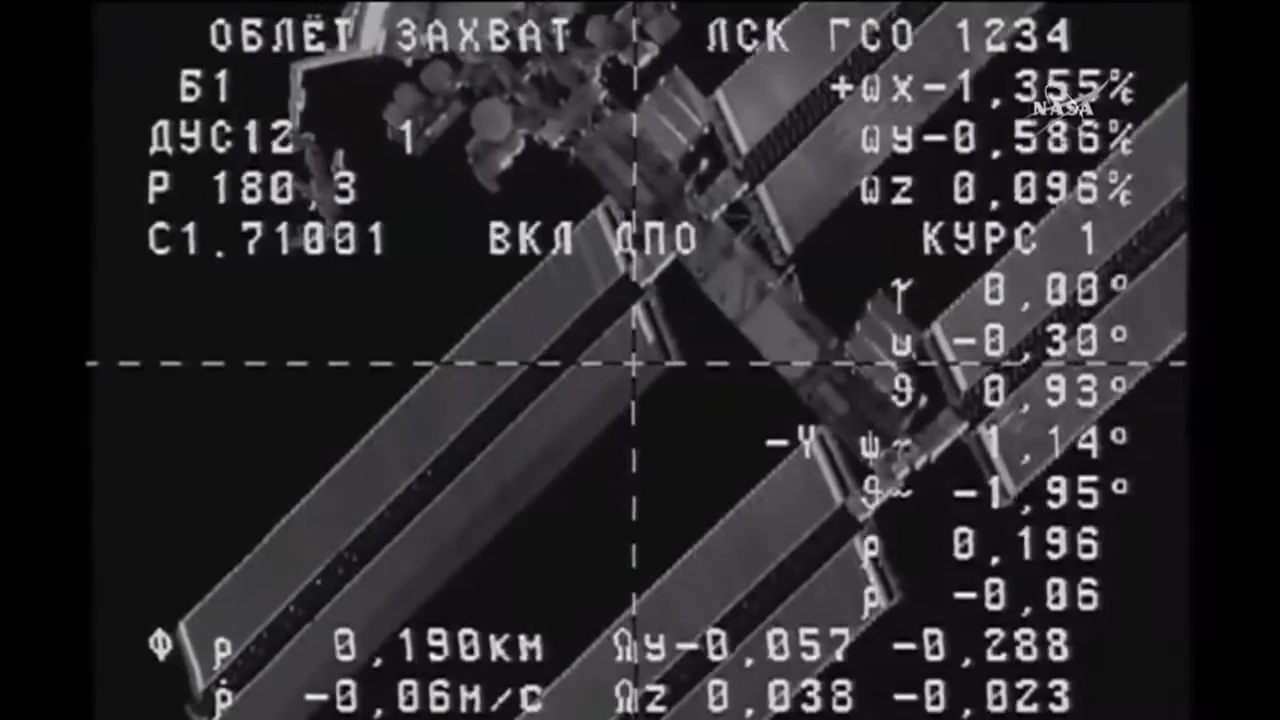 ОБЛЁТ ЗАХВАТ ЛСК ГСО 1234
Б1 +ωx-1,355°/с
NASA
ДУС12 1 ωy-0,586°/с
Р 180,3 ωz 0,096°/с
С1.71001 ВКЛ ДПО КУРС 1
γ 0,00°
-0,30°
ϑ, 0,93°
-Y ψ~ 1,14°
ϑ~ -1,95°
ρ 0,196
ρ̇ -0,06
Ф ρ 0,190км Ωy-0,057 -0,288
ρ̇ -0,06м/с Ωz 0,038 -0,023